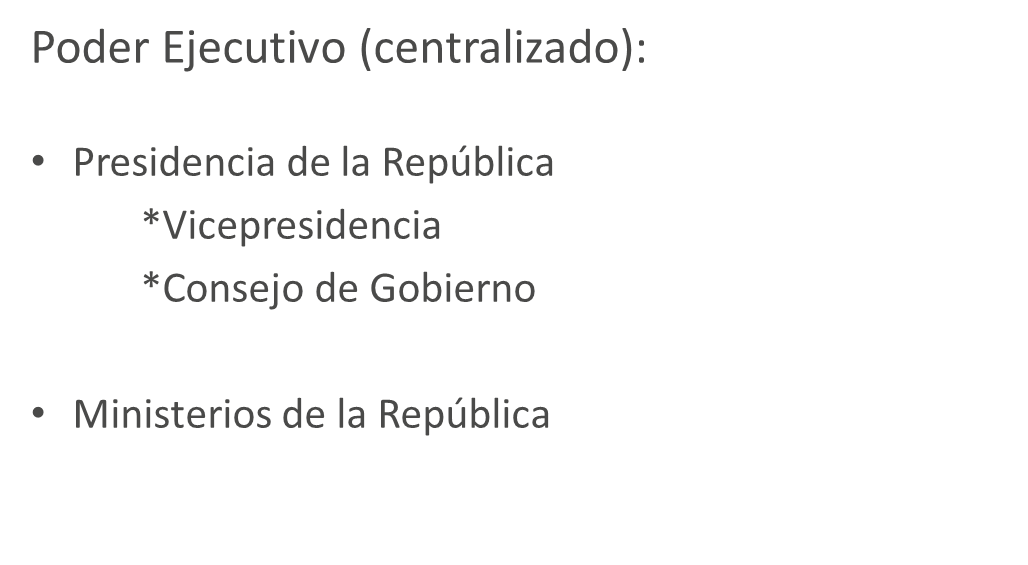 Poder Ejecutivo (centralizado):
• Presidencia de la República
*Vicepresidencia
*Consejo de Gobierno
• Ministerios de la República